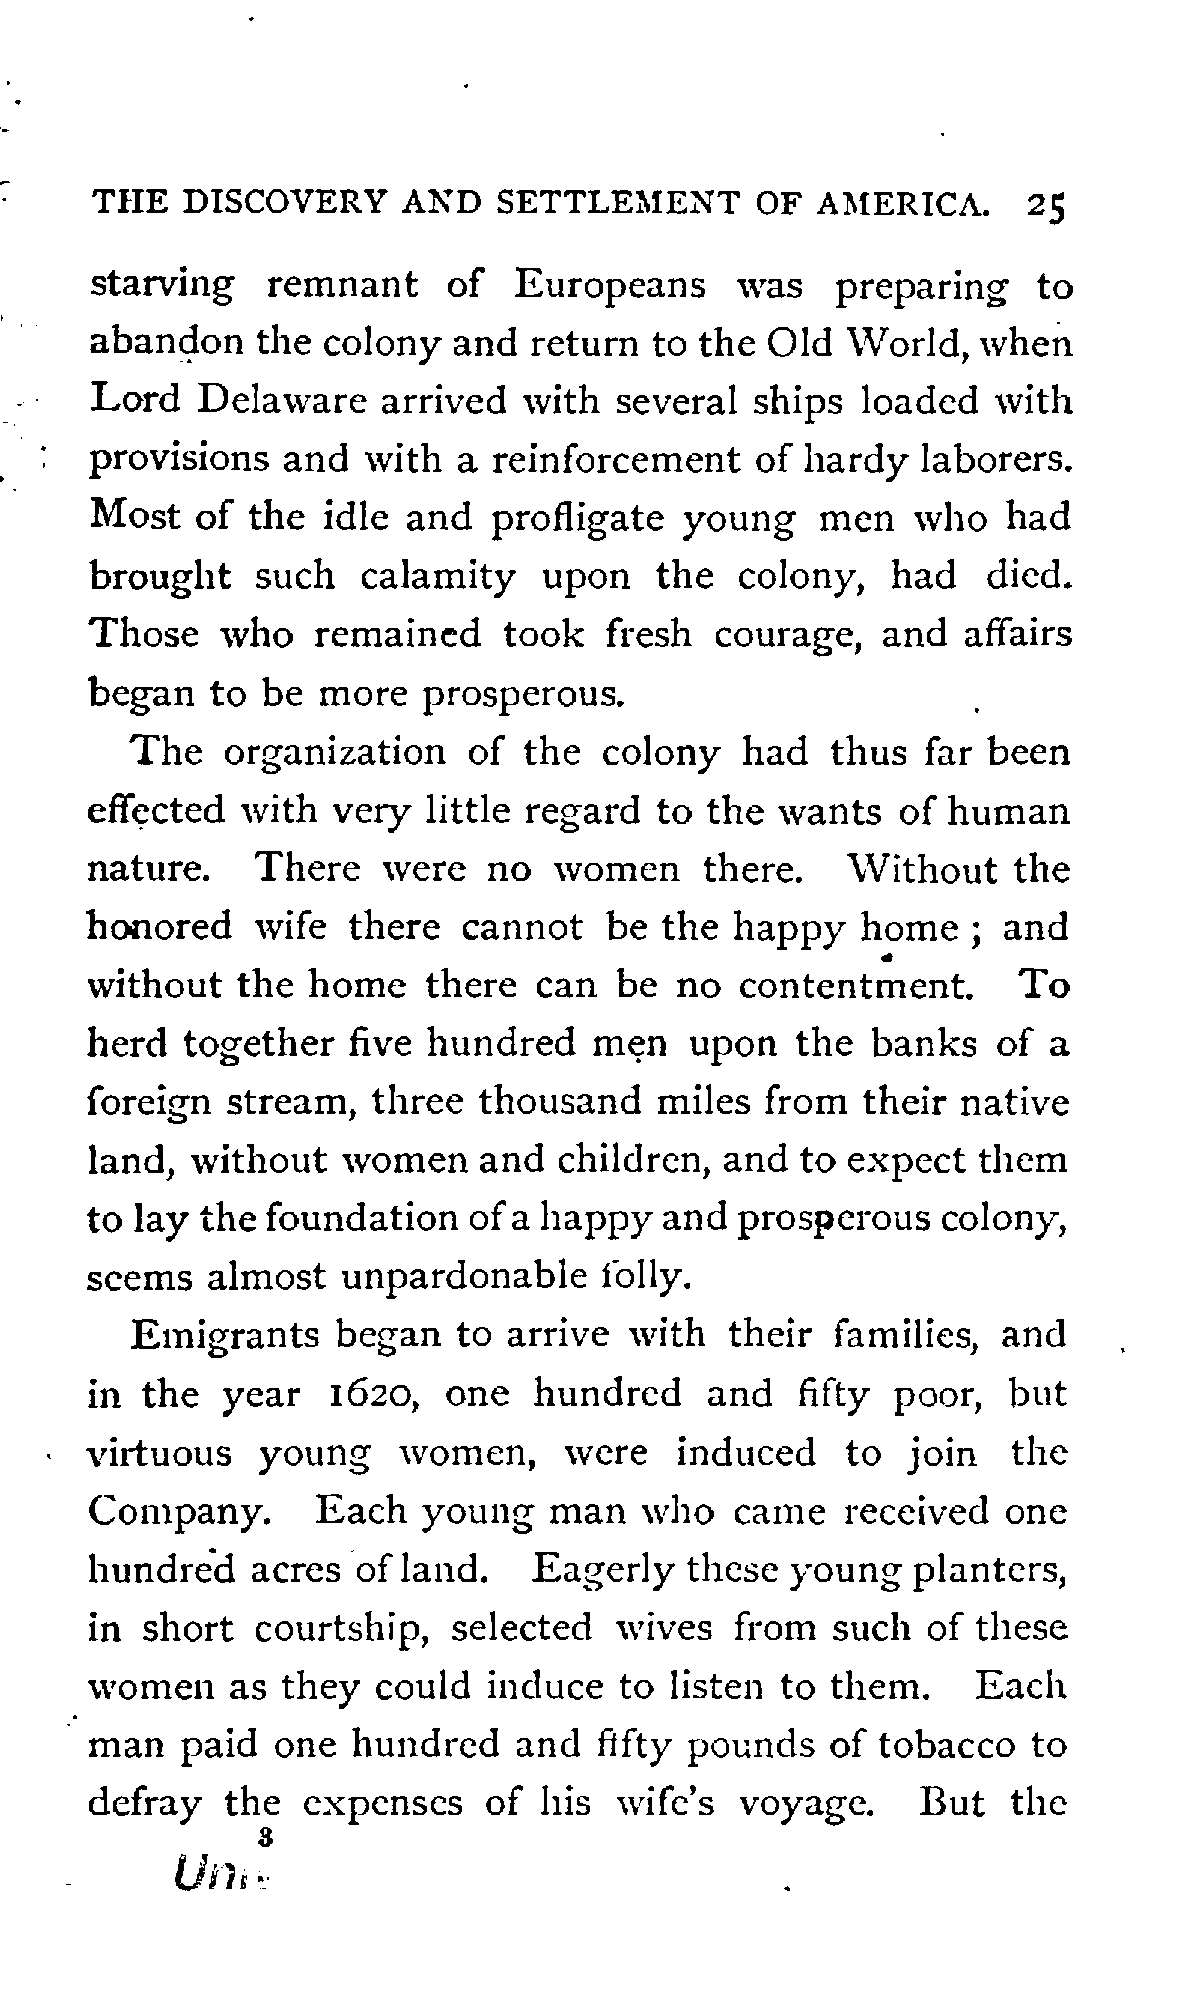 THE DISCOVERY AND SETTLEMENT OF AMERICA. 25
starving remnant of Europeans was preparing to
abandon the colony and return to the Old World, when
Lord Delaware arrived with several ships loaded with
provisions and with a reinforcement of hardy laborers.
Most of the idle and profligate young men who had
brought such calamity upon the colony, had died.
Those who remained took fresh courage, and affairs
began to be more prosperous.
The organization of the colony had thus far been
effected with very little regard to the wants of human
nature. There were no women there. Without the
honored wife there cannot be the happy home ; and
without the home there can be no contentment. To
herd together five hundred men upon the banks of a
foreign stream, three thousand miles from their native
land, without women and children, and to expect them
to lay the foundation of a happy and prosperous colony,
seems almost unpardonable folly.
Emigrants began to arrive with their families, and
in the year 1620, one hundred and fifty poor, but
virtuous young women, were induced to join the
Company. Each young man who came received one
hundred acres of land. Eagerly these young planters,
in short courtship, selected wives from such of these
women as they could induce to listen to them. Each
man paid one hundred and fifty pounds of tobacco to
defray the expenses of his wife's voyage. But the
3